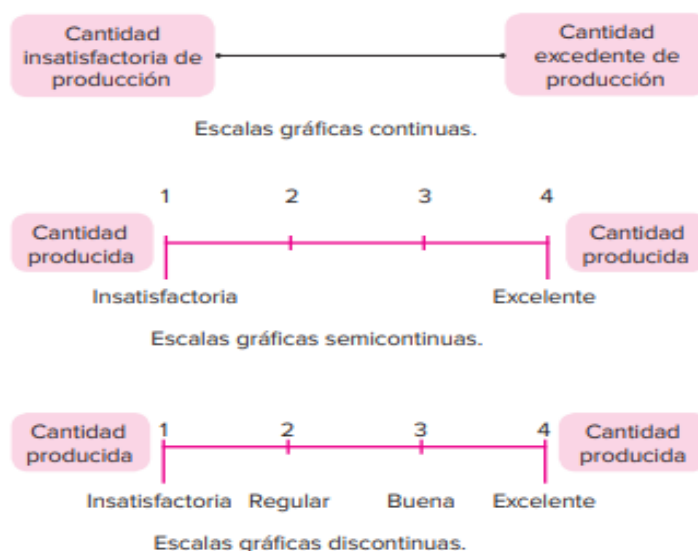 Cantidad
insatisfactoria de
producción
Cantidad
excedente de
producción
Escalas gráficas continuas.
1 2 3 4
Cantidad
producida
Cantidad
producida
Insatisfactoria Excelente
Escalas gráficas semicontinuas.
1 2 3 4
Cantidad
producida
Cantidad
producida
Insatisfactoria Regular Buena Excelente
Escalas gráficas discontinuas.